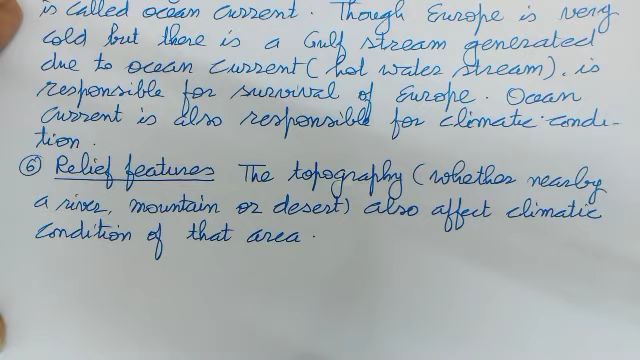 is called ocean current. Though Europe is very
cold but there is a Gulf stream generated
due to ocean current (hot water stream). is
responsible for survival of Europe. Ocean
current is also responsible for climatic condi-
tion.
⑥ Relief features The topography (whether nearby
a river, mountain or desert) also affect climatic
condition of that area.